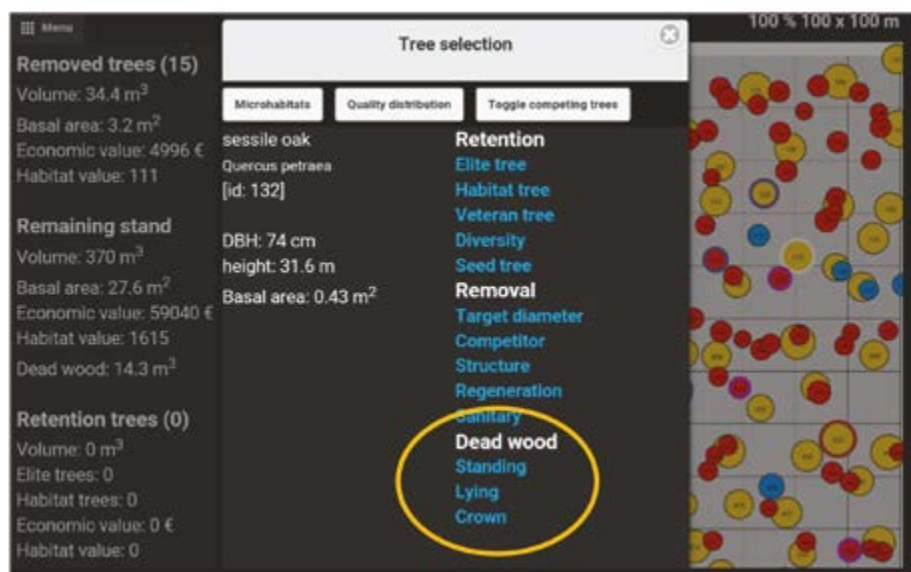 Menu
100 % 100 x 100 m
Tree selection
Removed trees (15)
Volume: 34.4 m³
Basal area: 3.2 m²
Economic value: 4996 €
Habitat value: 111
Remaining stand
Volume: 370 m³
Basal area: 27.6 m²
Economic value: 59040 €
Habitat value: 1615
Dead wood: 14.3 m³
Retention trees (0)
Volume: 0 m³
Elite trees: 0
Habitat trees: 0
Economic value: 0 €
Habitat value: 0
Microhabitats
Quality distribution
Toggle competing trees
sessile oak
Quercus petraea
[id: 132]
DBH: 74 cm
height: 31.6 m
Basal area: 0.43 m²
Retention
Elite tree
Habitat tree
Veteran tree
Diversity
Seed tree
Removal
Target diameter
Competitor
Structure
Regeneration
Sanitary
Dead wood
Standing
Lying
Crown